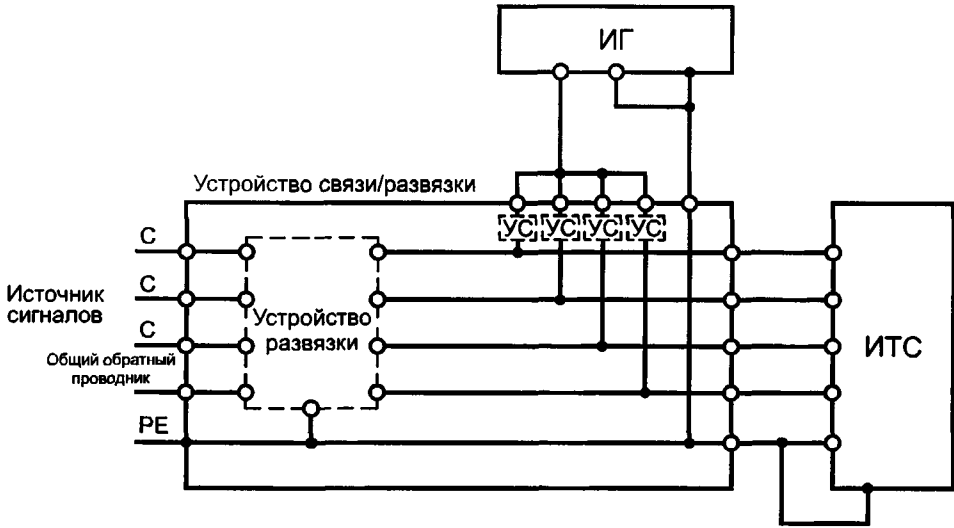 ИГ
Устройство связи/развязки
УС УС УС УС
С
С
Источник
сигналов
С
Общий обратный
проводник
PE
Устройство
развязки
ИТС